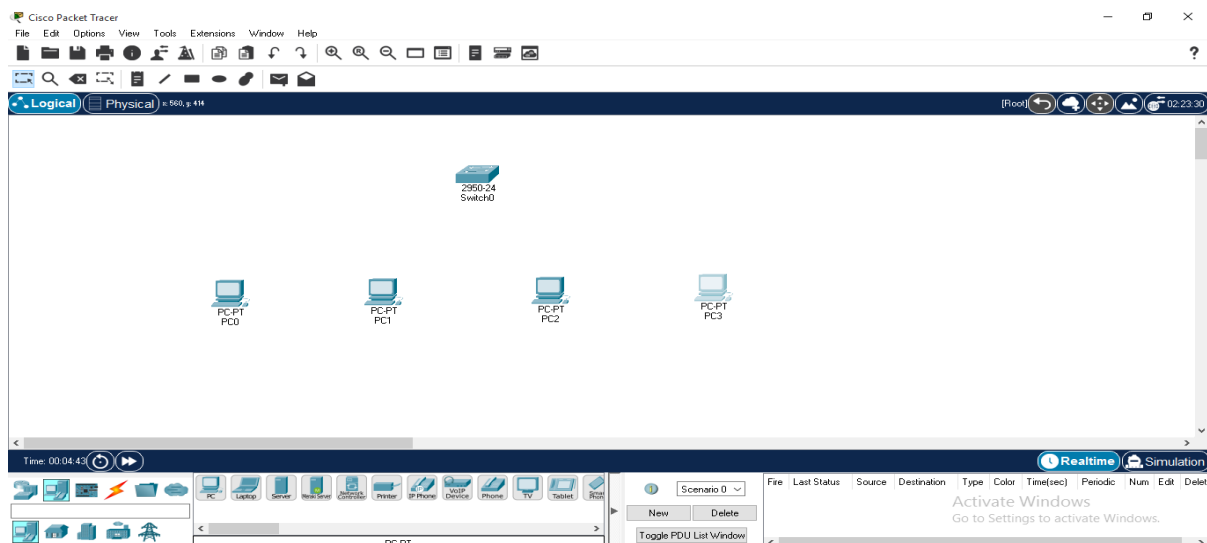 Cisco Packet Tracer
File Edit Options View Tools Extensions Window Help
?
Logical Physical x: 560, y: 414 [Root] 02:23:30
2950-24
Switch0
PC-PT
PC0
PC-PT
PC1
PC-PT
PC2
PC-PT
PC3
Time: 00:04:43 Realtime Simulation
PC Laptop Server Printer IP Phone VoIP Device Phone TV Tablet
Scenario 0
New Delete
Toggle PDU List Window
Fire Last Status Source Destination Type Color Time(sec) Periodic Num Edit Delet
Activate Windows
Go to Settings to activate Windows.
PC-PT